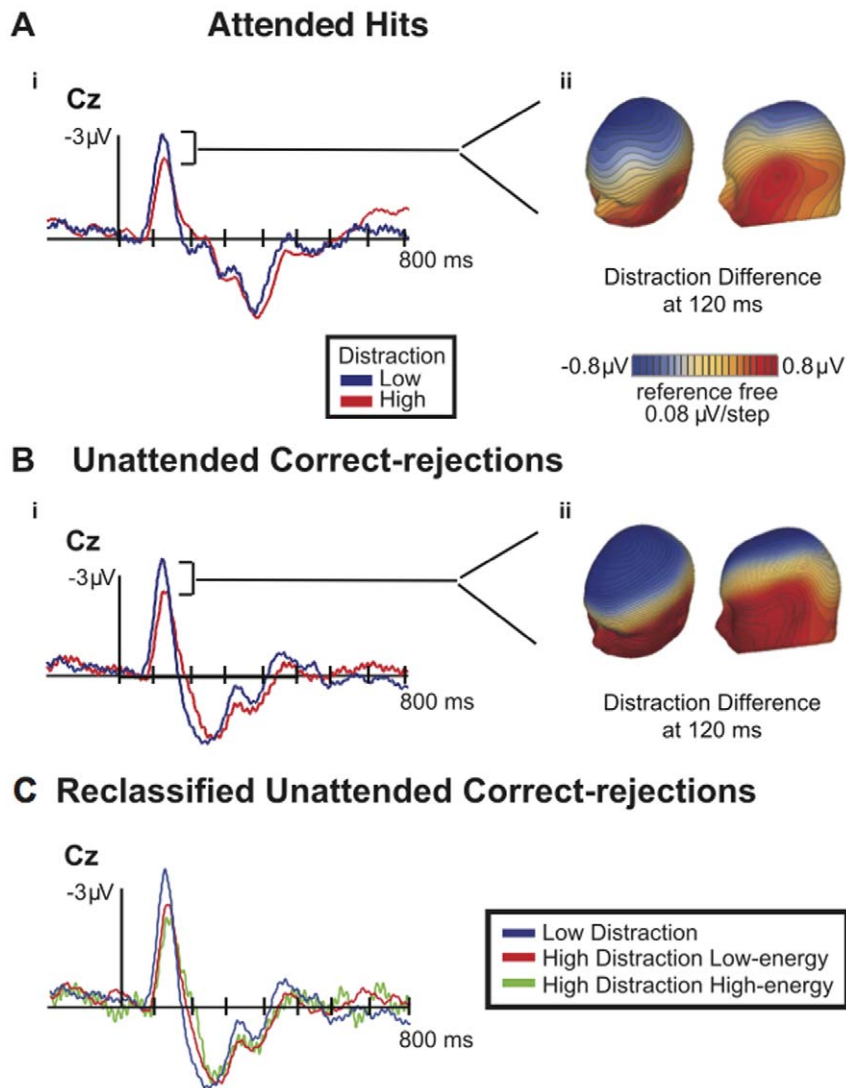 A Attended Hits
i
ii
Cz
-3µV
800 ms
Distraction Difference
at 120 ms
Distraction
Low
High
-0.8µV 0.8µV
reference free
0.08 µV/step
B Unattended Correct-rejections
i
ii
Cz
-3µV
800 ms
Distraction Difference
at 120 ms
C Reclassified Unattended Correct-rejections
Cz
-3µV
800 ms
Low Distraction
High Distraction Low-energy
High Distraction High-energy